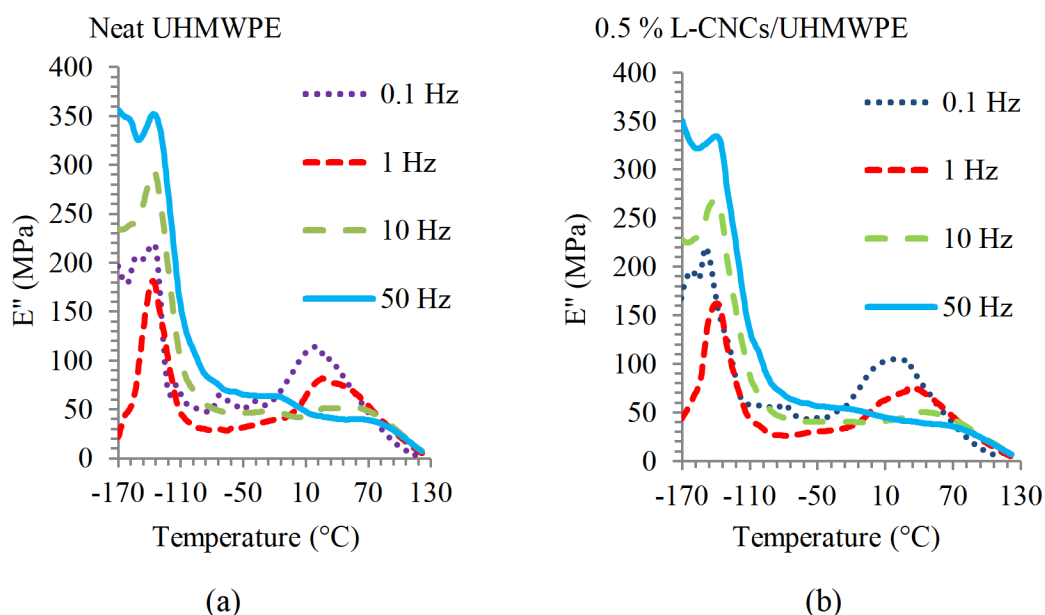 Neat UHMWPE
400
350
300
250
200
150
100
50
0
E" (MPa)
-170 -110 -50 10 70 130
Temperature (°C)
0.1 Hz
1 Hz
10 Hz
50 Hz
(a)
0.5 % L-CNCs/UHMWPE
400
350
300
250
200
150
100
50
0
E" (MPa)
-170 -110 -50 10 70 130
Temperature (°C)
0.1 Hz
1 Hz
10 Hz
50 Hz
(b)